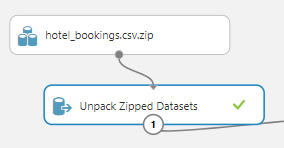 hotel_bookings.csv.zip
Unpack Zipped Datasets
1